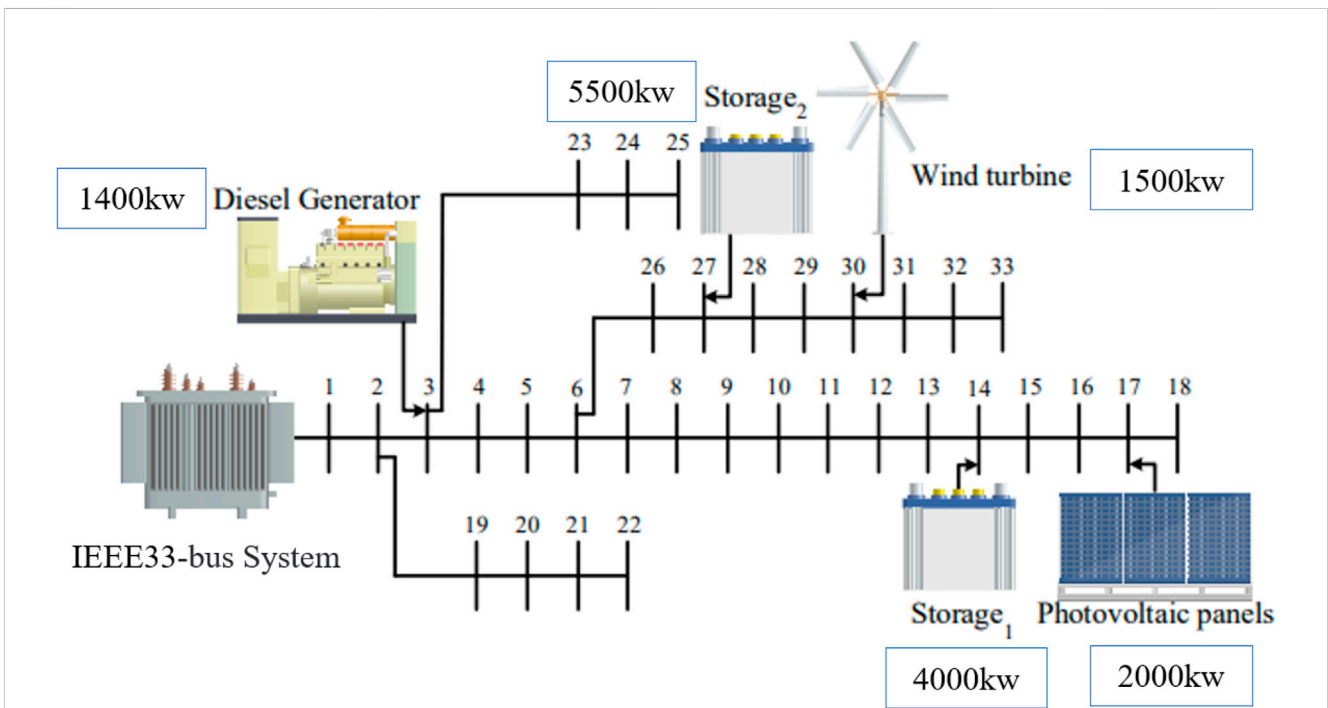 5500kw
Storage2
23 24 25
Wind turbine
1500kw
1400kw
Diesel Generator
26 27 28 29 30 31 32 33
1 2 3 4 5 6 7 8 9 10 11 12 13 14 15 16 17 18
19 20 21 22
IEEE33-bus System
Storage1
Photovoltaic panels
4000kw
2000kw